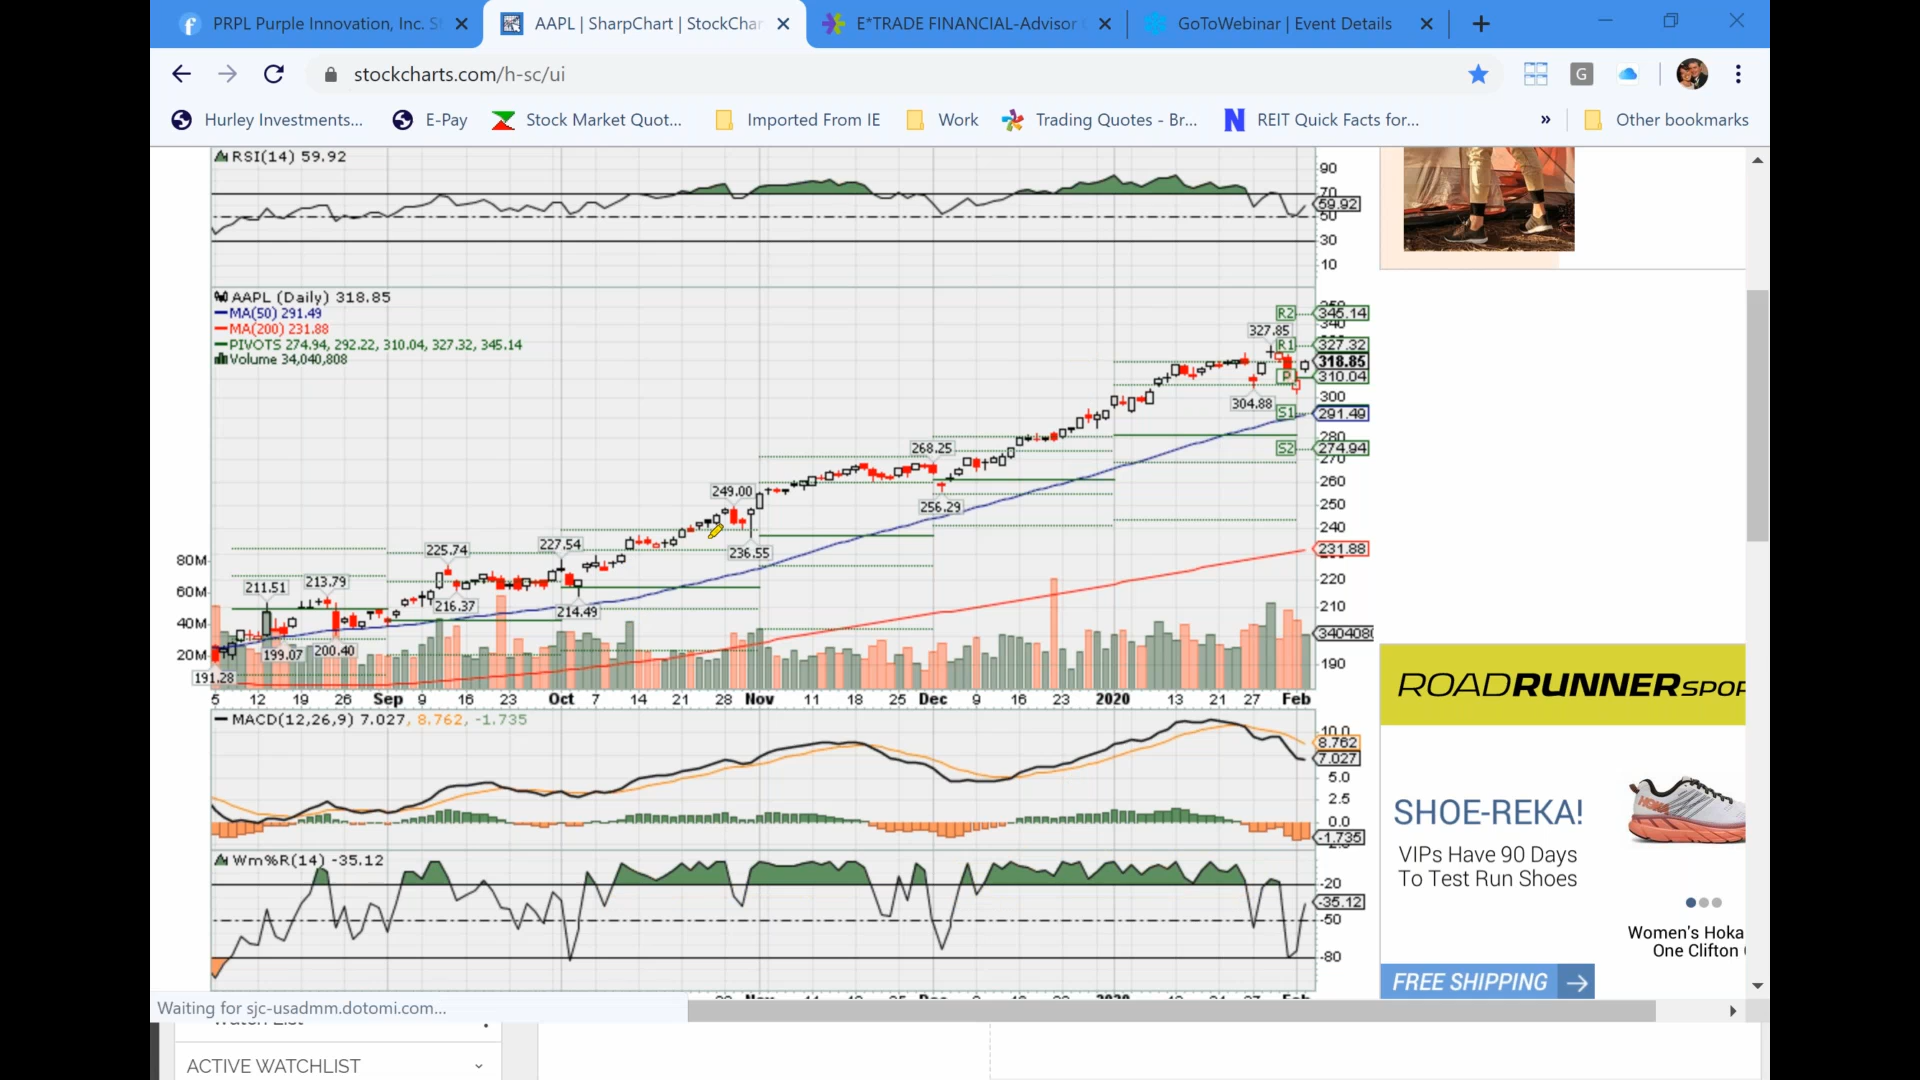 PRPL Purple Innovation, Inc. St
AAPL | SharpChart | StockChar
E*TRADE FINANCIAL-Advisor
GoToWebinar | Event Details
stockcharts.com/h-sc/ui
G
Hurley Investments...
E-Pay
Stock Market Quot...
Imported From IE
Work
Trading Quotes - Br...
N REIT Quick Facts for...
»
Other bookmarks
RSI(14) 59.92
90
70
59.92
50
30
10
AAPL (Daily) 318.85
MA(50) 291.49
MA(200) 231.88
PIVOTS 274.94, 292.22, 310.04, 327.32, 345.14
Volume 34,040,808
R2 345.14
340
327.85
R1 327.32
318.85
P 310.04
300
304.88
S1 291.49
280
268.25
S2 274.94
270
260
249.00
256.29
250
240
225.74
227.54
236.55
231.88
80M
211.51
213.79
220
60M
216.37
214.49
210
40M
3404080
20M
199.07
200.40
190
191.28
5 12 19 26 Sep 9 16 23 Oct 7 14 21 28 Nov 11 18 25 Dec 9 16 23 2020 13 21 27 Feb
MACD(12,26,9) 7.027, 8.762, -1.735
10.0
8.762
7.027
5.0
2.5
0.0
-1.735
Wm%R(14) -35.12
-20
-35.12
-50
-80
ROADRUNNERSPOR
SHOE-REKA!
VIPs Have 90 Days
To Test Run Shoes
HOKA
Women's Hoka
One Clifton
FREE SHIPPING
Waiting for sjc-usadmm.dotomi.com...
Watch List
ACTIVE WATCHLIST